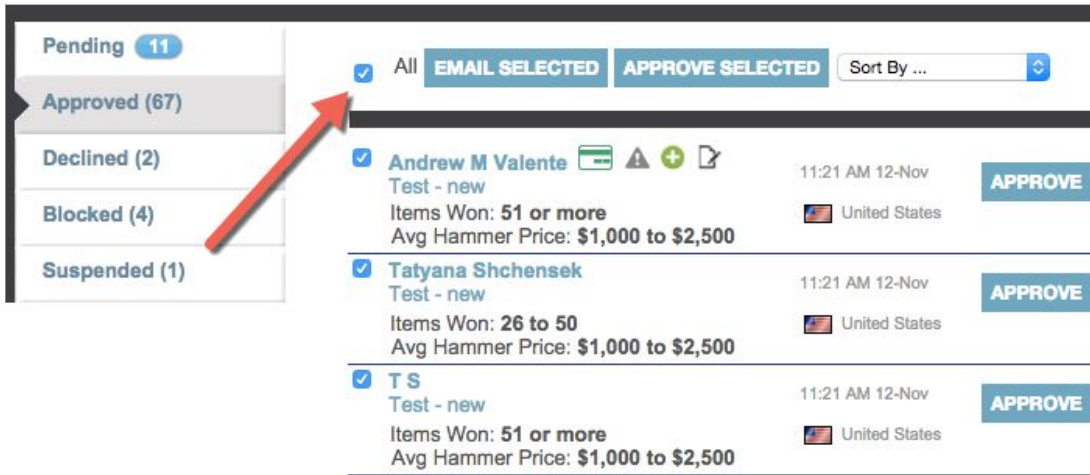 Pending 11
Approved (67)
Declined (2)
Blocked (4)
Suspended (1)
All EMAIL SELECTED APPROVE SELECTED Sort By ...
Andrew M Valente
Test - new
Items Won: 51 or more
Avg Hammer Price: $1,000 to $2,500
11:21 AM 12-Nov
United States
APPROVE
Tatyana Shchensek
Test - new
Items Won: 26 to 50
Avg Hammer Price: $1,000 to $2,500
11:21 AM 12-Nov
United States
APPROVE
T S
Test - new
Items Won: 51 or more
Avg Hammer Price: $1,000 to $2,500
11:21 AM 12-Nov
United States
APPROVE